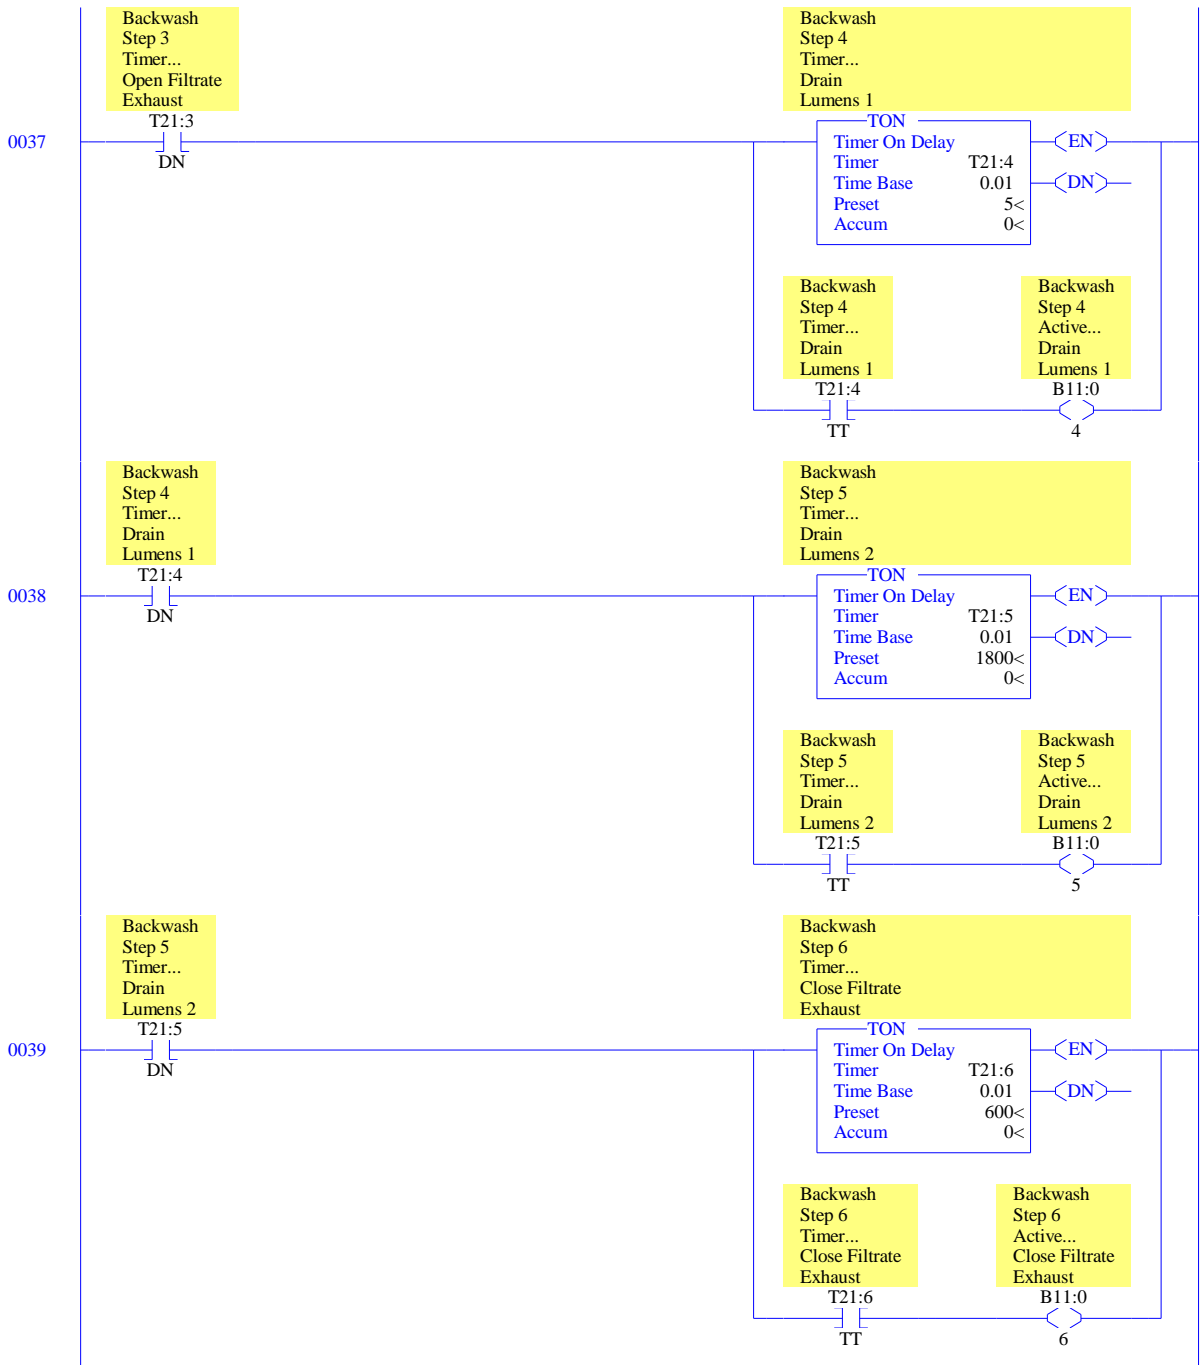 Backwash
Step 3
Timer...
Open Filtrate
Exhaust
T21:3
DN
0037
Backwash
Step 4
Timer...
Drain
Lumens 1
TON
Timer On Delay
Timer T21:4
Time Base 0.01
Preset 5<
Accum 0<
EN
DN
Backwash
Step 4
Timer...
Drain
Lumens 1
T21:4
TT
Backwash
Step 4
Active...
Drain
Lumens 1
B11:0
4
Backwash
Step 4
Timer...
Drain
Lumens 1
T21:4
DN
0038
Backwash
Step 5
Timer...
Drain
Lumens 2
TON
Timer On Delay
Timer T21:5
Time Base 0.01
Preset 1800<
Accum 0<
EN
DN
Backwash
Step 5
Timer...
Drain
Lumens 2
T21:5
TT
Backwash
Step 5
Active...
Drain
Lumens 2
B11:0
5
Backwash
Step 5
Timer...
Drain
Lumens 2
T21:5
DN
0039
Backwash
Step 6
Timer...
Close Filtrate
Exhaust
TON
Timer On Delay
Timer T21:6
Time Base 0.01
Preset 600<
Accum 0<
EN
DN
Backwash
Step 6
Timer...
Close Filtrate
Exhaust
T21:6
TT
Backwash
Step 6
Active...
Close Filtrate
Exhaust
B11:0
6